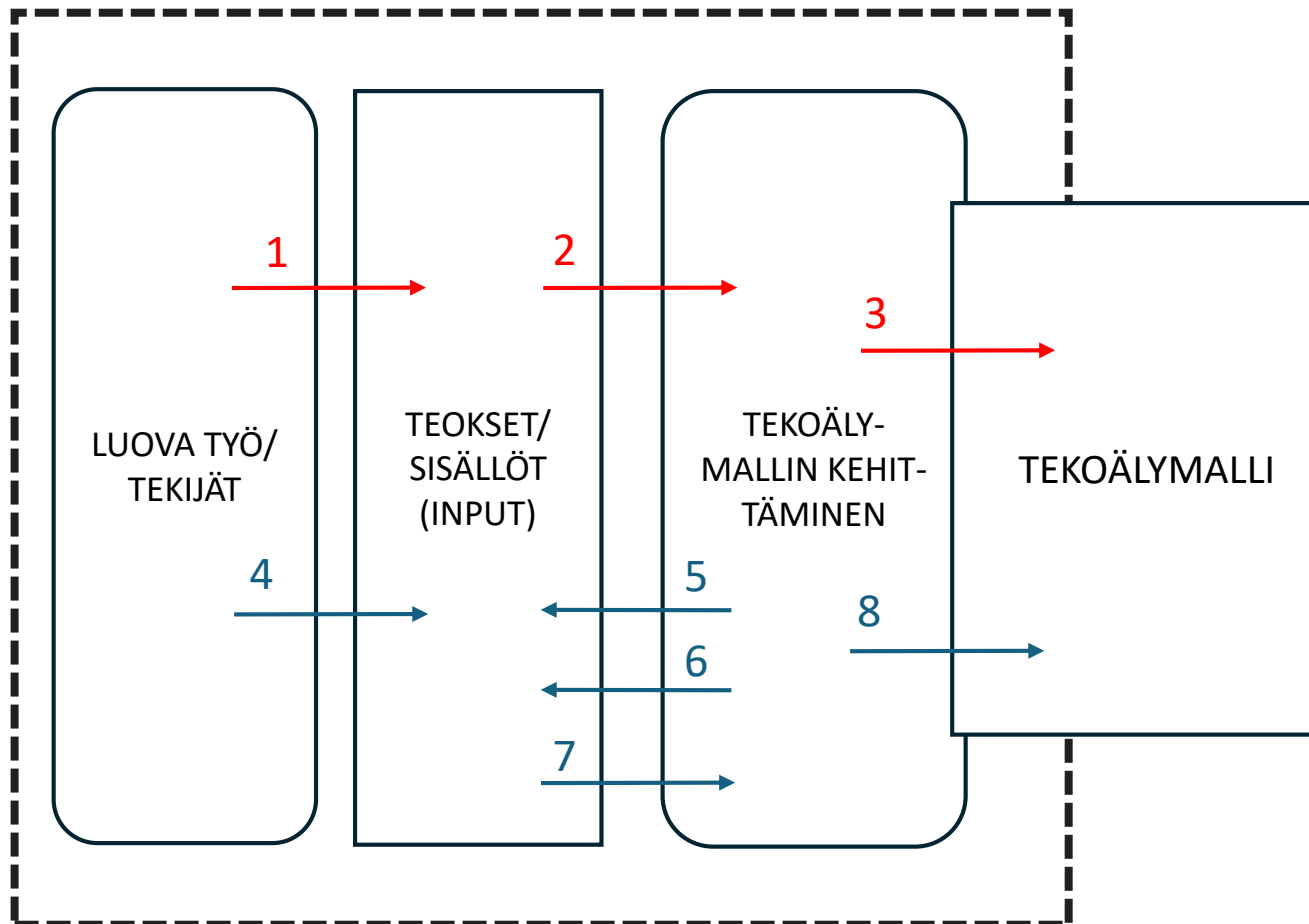 1
2
3
LUOVA TYÖ/
TEKIJÄT
TEOKSET/
SISÄLLÖT
(INPUT)
TEKOÄLY-
MALLIN KEHIT-
TÄMINEN
TEKOÄLYMALLI
4
5
6
7
8